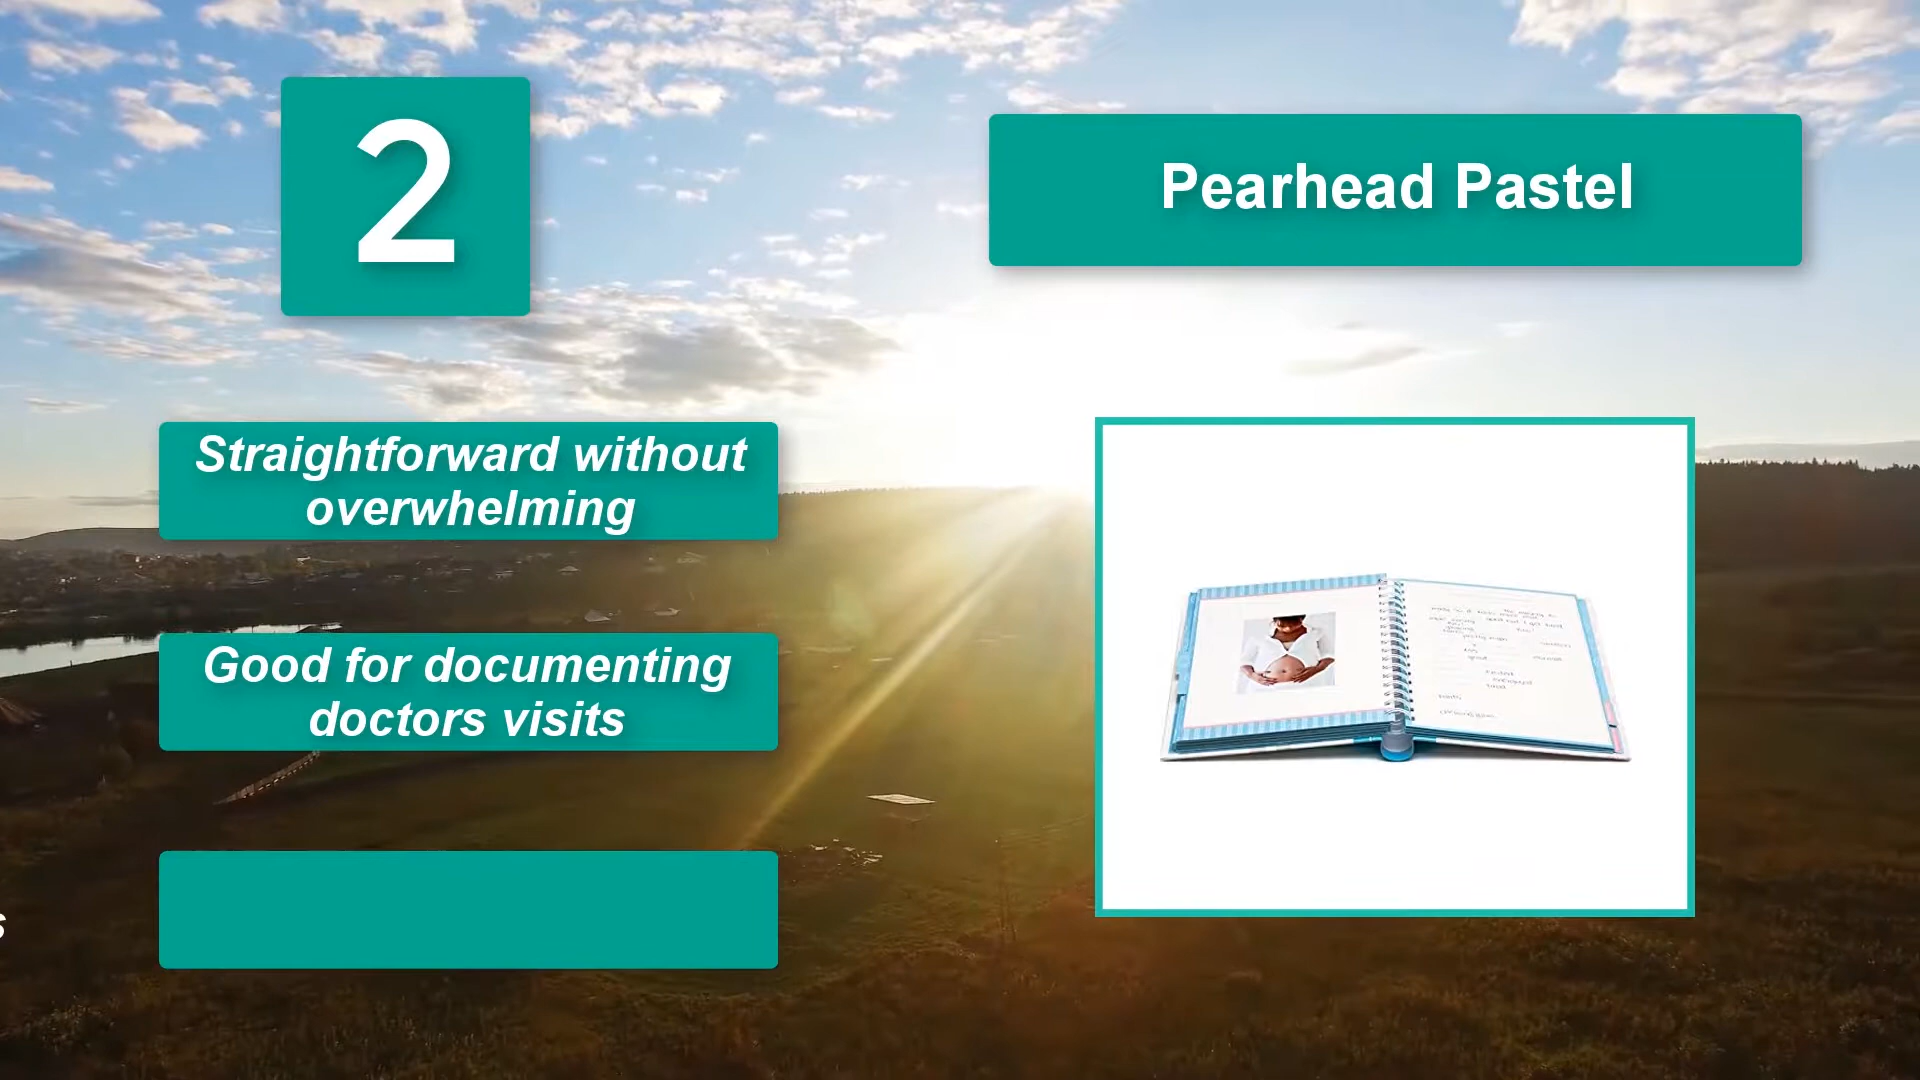 2
Pearhead Pastel
Straightforward without
overwhelming
Good for documenting
doctors visits
s